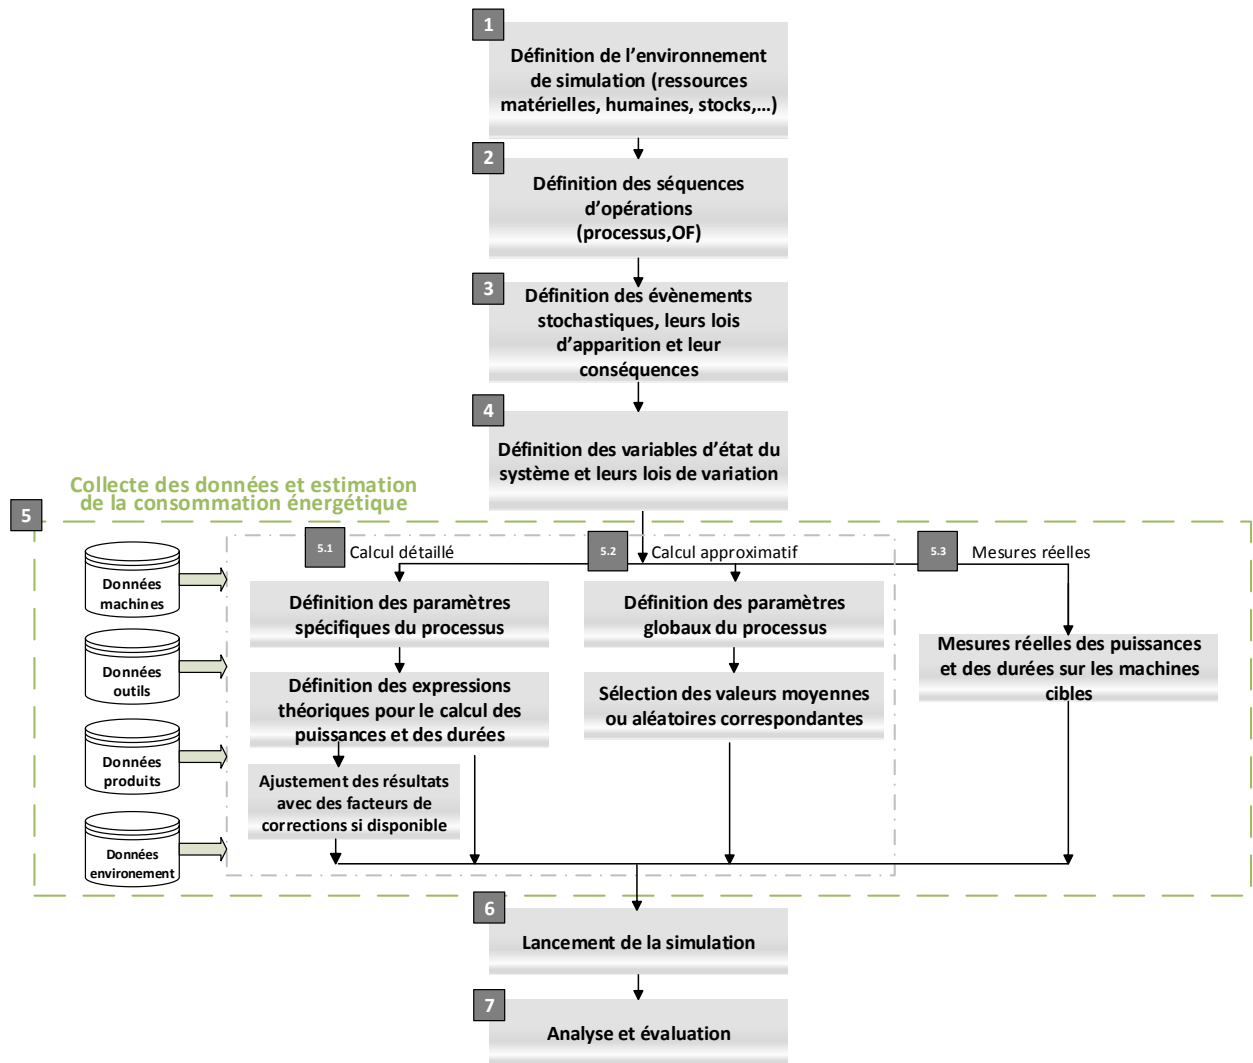 1
Définition de l’environnement
de simulation (ressources
matérielles, humaines, stocks,...)
2
Définition des séquences
d’opérations
(processus,OF)
3
Définition des évènements
stochastiques, leurs lois
d’apparition et leur
conséquences
4
Définition des variables d’état du
système et leurs lois de variation
Collecte des données et estimation
de la consommation énergétique
5
Données
machines
Données
outils
Données
produits
Données
environement
5.1
Calcul détaillé
Définition des paramètres
spécifiques du processus
Définition des expressions
théoriques pour le calcul des
puissances et des durées
Ajustement des résultats
avec des facteurs de
corrections si disponible
5.2
Calcul approximatif
Définition des paramètres
globaux du processus
Sélection des valeurs moyennes
ou aléatoires correspondantes
5.3
Mesures réelles
Mesures réelles des puissances
et des durées sur les machines
cibles
6
Lancement de la simulation
7
Analyse et évaluation